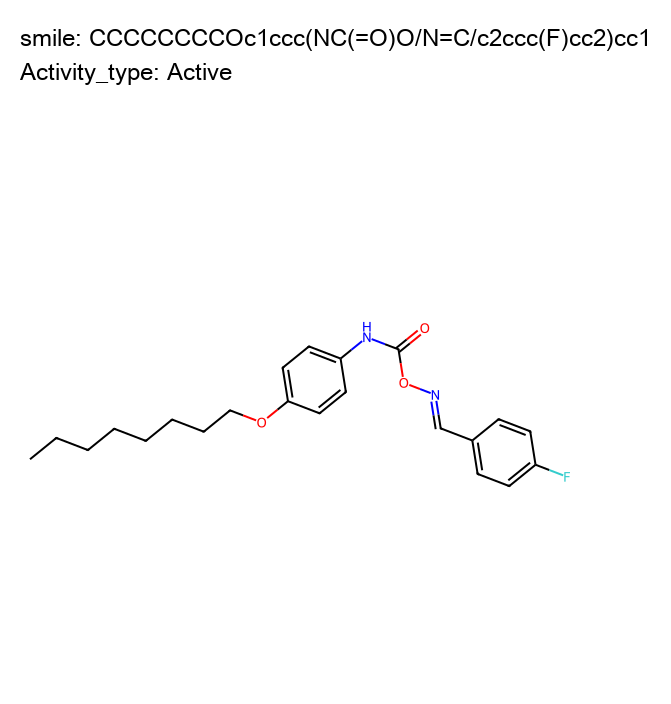 smile: CCCCCCCCOc1ccc(NC(=O)O/N=C/c2ccc(F)cc2)cc1
Activity_type: Active
H
N
O
O
N
O
F